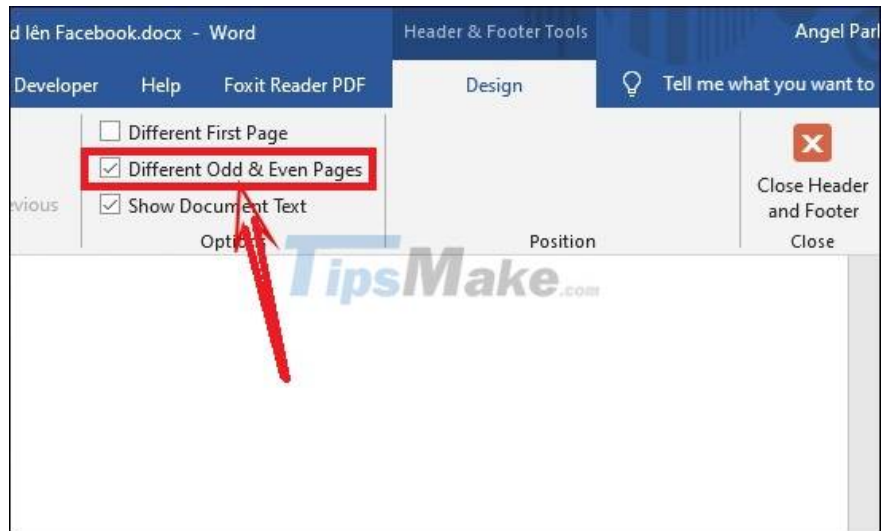 d lên Facebook.docx - Word
Header & Footer Tools
Angel Parl
Developer Help Foxit Reader PDF Design Tell me what you want to
Different First Page
Different Odd & Even Pages
Show Document Text
evious
Options
Position
Close Header
and Footer
Close
TipsMake.com